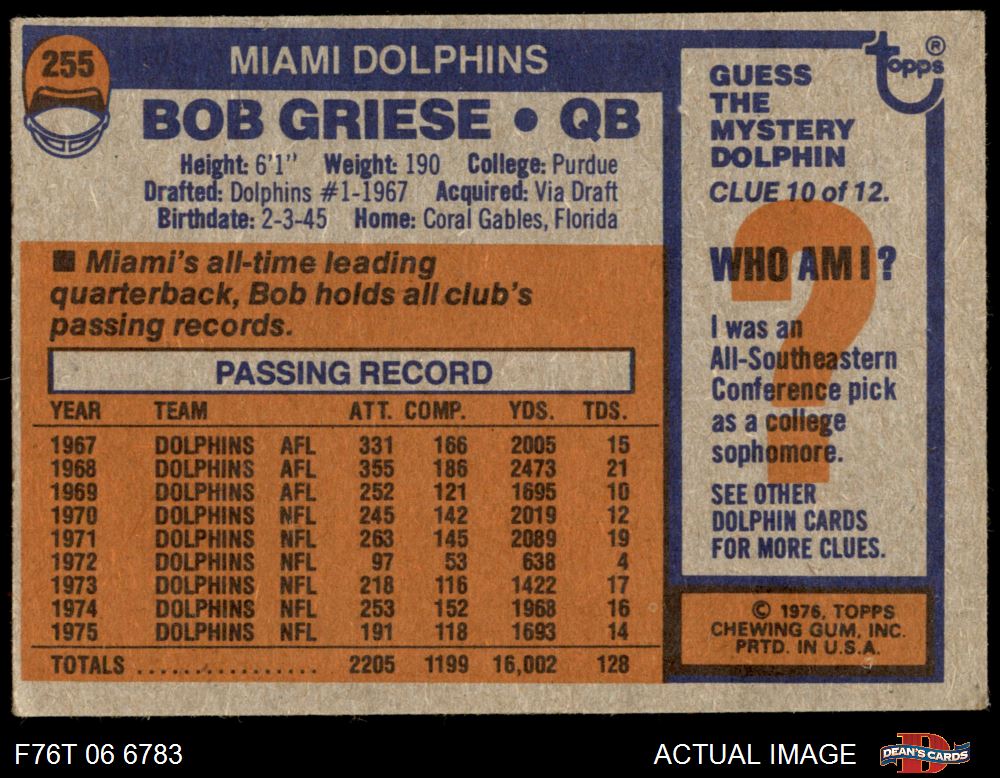 255
MIAMI DOLPHINS
BOB GRIESE • QB
Height: 6'1" Weight: 190 College: Purdue
Drafted: Dolphins #1-1967 Acquired: Via Draft
Birthdate: 2-3-45 Home: Coral Gables, Florida
■ Miami's all-time leading
quarterback, Bob holds all club's
passing records.
PASSING RECORD
YEAR TEAM ATT. COMP. YDS. TDS.
1967 DOLPHINS AFL 331 166 2005 15
1968 DOLPHINS AFL 355 186 2473 21
1969 DOLPHINS AFL 252 121 1695 10
1970 DOLPHINS NFL 245 142 2019 12
1971 DOLPHINS NFL 263 145 2089 19
1972 DOLPHINS NFL 97 53 638 4
1973 DOLPHINS NFL 218 116 1422 17
1974 DOLPHINS NFL 253 152 1968 16
1975 DOLPHINS NFL 191 118 1693 14
TOTALS ................ 2205 1199 16,002 128
topps ®
GUESS
THE
MYSTERY
DOLPHIN
CLUE 10 of 12.
?
WHO AM I?
I was an
All-Southeastern
Conference pick
as a college
sophomore.
SEE OTHER
DOLPHIN CARDS
FOR MORE CLUES.
© 1976, TOPPS
CHEWING GUM, INC.
PRTD. IN U.S.A.
F76T 06 6783
ACTUAL IMAGE
DEAN'S CARDS